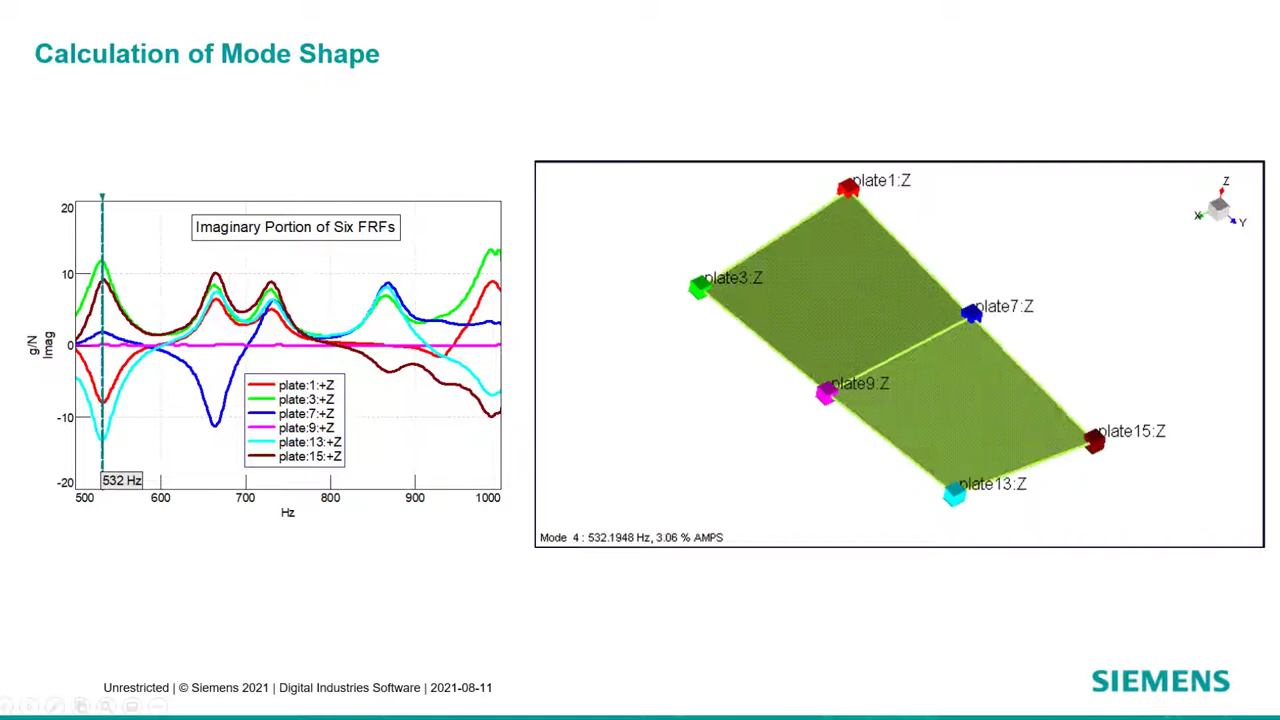 Calculation of Mode Shape
20
10
0
-10
-20
g/N
Imag
Imaginary Portion of Six FRFs
plate:1:+Z
plate:3:+Z
plate:7:+Z
plate:9:+Z
plate:13:+Z
plate:15:+Z
532 Hz
500 600 700 800 900 1000
Hz
plate1:Z
plate3:Z
plate7:Z
plate9:Z
plate15:Z
plate13:Z
Z
X
Y
Mode 4 : 532.1948 Hz, 3.06 % AMPS
Unrestricted | © Siemens 2021 | Digital Industries Software | 2021-08-11
SIEMENS